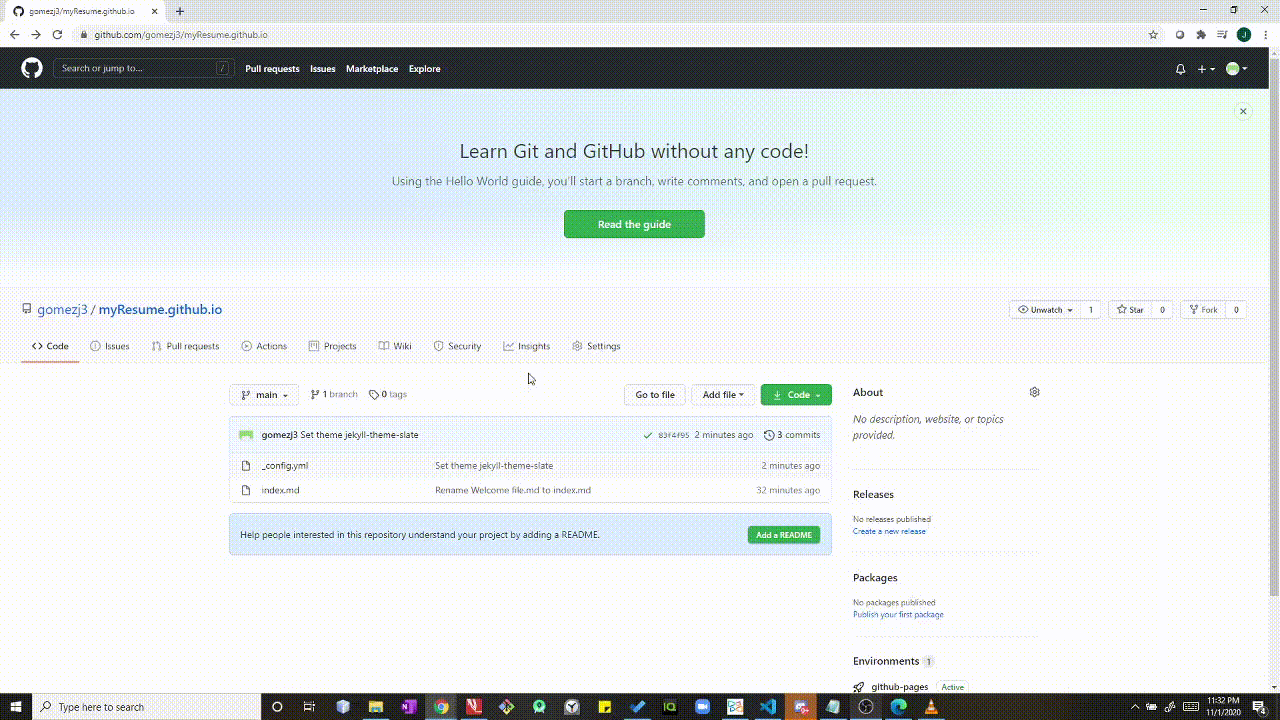 gomezj3/myResume.github.io
github.com/gomezj3/myResume.github.io
J
Search or jump to...
/
Pull requests
Issues
Marketplace
Explore
Learn Git and GitHub without any code!
Using the Hello World guide, you'll start a branch, write comments, and open a pull request.
Read the guide
gomezj3 / myResume.github.io
Unwatch 1
Star 0
Fork 0
Code
Issues
Pull requests
Actions
Projects
Wiki
Security
Insights
Settings
main
1 branch
0 tags
Go to file
Add file
Code
gomezj3 Set theme jekyll-theme-slate
83f4f95 2 minutes ago
3 commits
_config.yml Set theme jekyll-theme-slate 2 minutes ago
index.md Rename Welcome file.md to index.md 32 minutes ago
Help people interested in this repository understand your project by adding a README.
Add a README
About
No description, website, or topics
provided.
Releases
No releases published
Create a new release
Packages
No packages published
Publish your first package
Environments 1
github-pages Active
Type here to search
11:32 PM
11/1/2020
4